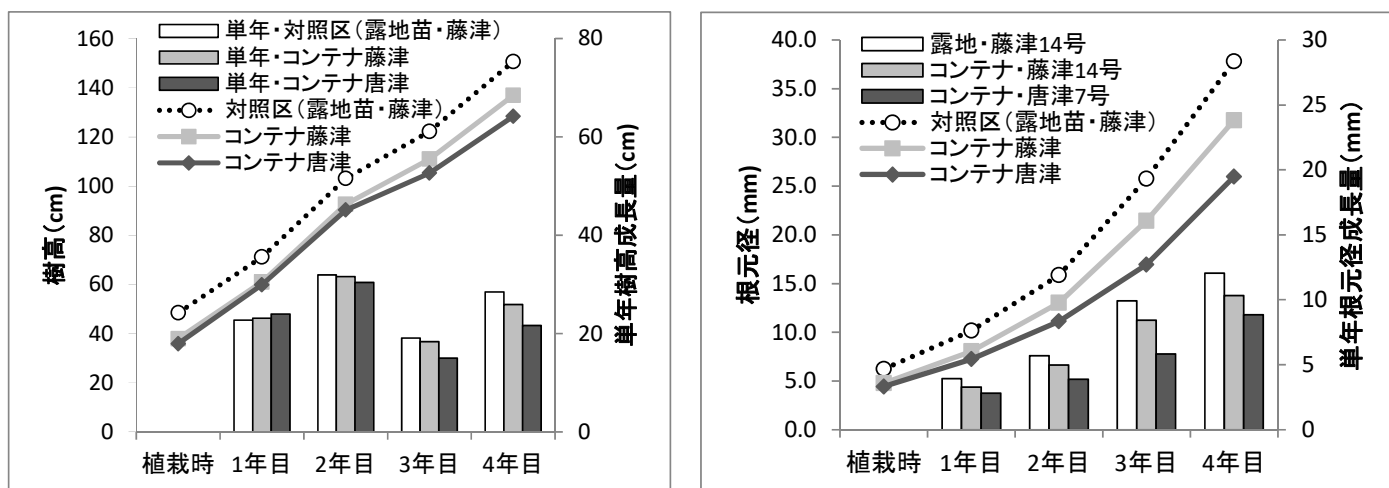 160
140
120
100
80
60
40
20
0
樹高(cm)
単年・対照区(露地苗・藤津)
単年・コンテナ藤津
単年・コンテナ唐津
対照区(露地苗・藤津)
コンテナ藤津
コンテナ唐津
80
60
40
20
0
単年樹高成長量(cm)
植栽時 1年目 2年目 3年目 4年目
40.0
35.0
30.0
25.0
20.0
15.0
10.0
5.0
0.0
根元径(mm)
露地・藤津14号
コンテナ・藤津14号
コンテナ・唐津7号
対照区(露地苗・藤津)
コンテナ藤津
コンテナ唐津
30
25
20
15
10
5
0
単年根元径成長量(mm)
植栽時 1年目 2年目 3年目 4年目